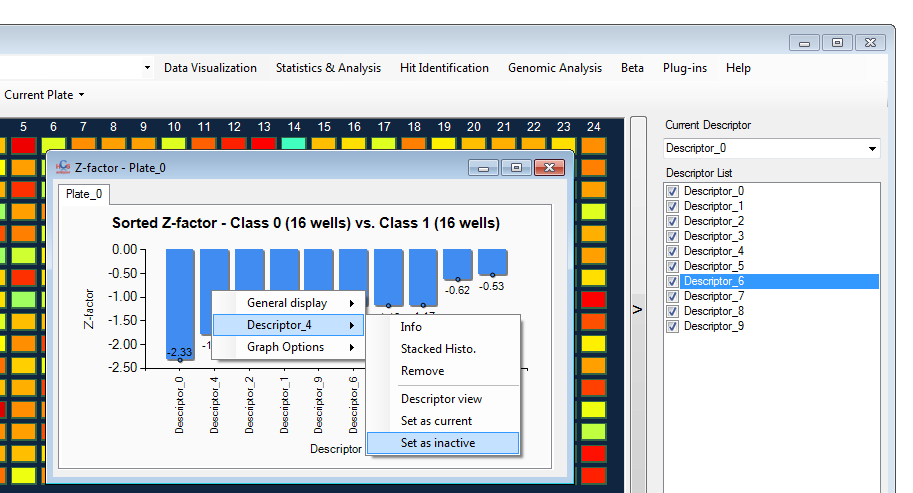 Data Visualization Statistics & Analysis Hit Identification Genomic Analysis Beta Plug-ins Help
Current Plate
5 6 7 8 9 10 11 12 13 14 15 16 17 18 19 20 21 22 23 24
Z-factor - Plate_0
Plate_0
Sorted Z-factor - Class 0 (16 wells) vs. Class 1 (16 wells)
Z-factor
0.00
-0.50
-1.00
-1.50
-2.00
-2.50
-2.33
-0.62
-0.53
Descriptor_0
Descriptor_4
Descriptor_2
Descriptor_1
Descriptor_9
Descriptor_6
Descriptor
General display
Descriptor_4
Graph Options
Info
Stacked Histo.
Remove
Descriptor view
Set as current
Set as inactive
>
Current Descriptor
Descriptor_0
Descriptor List
Descriptor_0
Descriptor_1
Descriptor_2
Descriptor_3
Descriptor_4
Descriptor_5
Descriptor_6
Descriptor_7
Descriptor_8
Descriptor_9